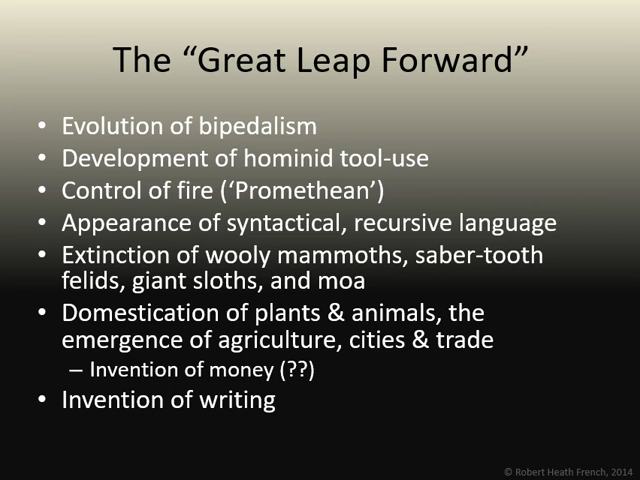 The “Great Leap Forward”
• Evolution of bipedalism
• Development of hominid tool-use
• Control of fire (‘Promethean’)
• Appearance of syntactical, recursive language
• Extinction of wooly mammoths, saber-tooth
felids, giant sloths, and moa
• Domestication of plants & animals, the
emergence of agriculture, cities & trade
– Invention of money (??)
• Invention of writing
© Robert Heath French, 2014